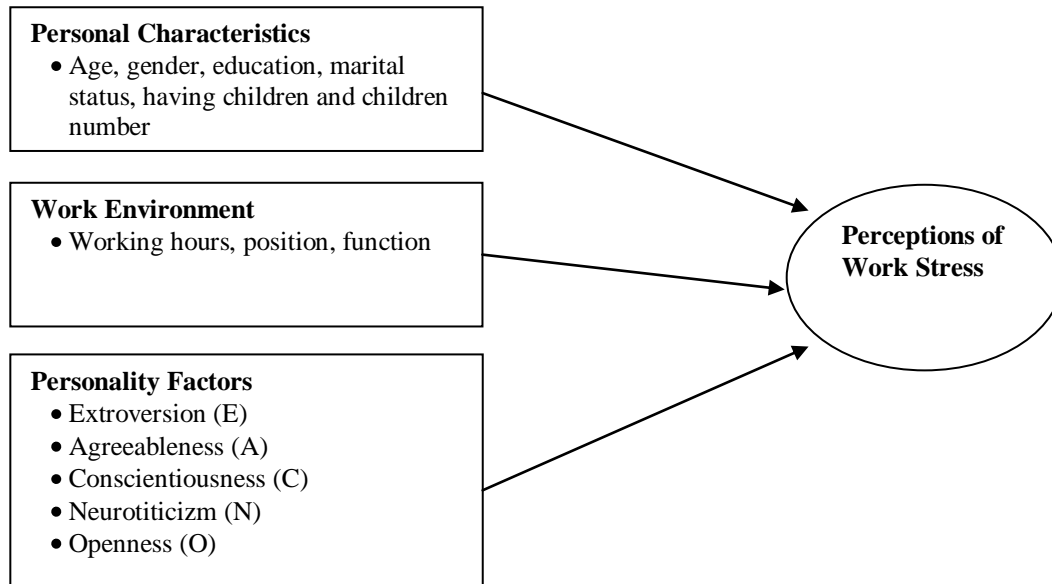 Personal Characteristics
• Age, gender, education, marital
status, having children and children
number
Work Environment
• Working hours, position, function
Perceptions of
Work Stress
Personality Factors
• Extroversion (E)
• Agreeableness (A)
• Conscientiousness (C)
• Neurotiticizm (N)
• Openness (O)